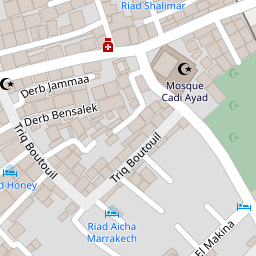 Riad Shalimar
Derb Jammaa
Mosque
Cadi Ayad
Derb Bensalek
Triq Boutouil
Triq Boutouil
d Honey
Riad Aicha
Marrakech
El Makina